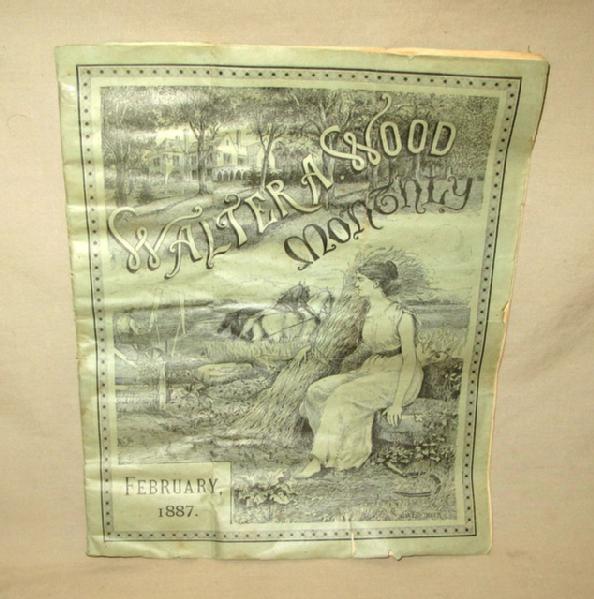 WALTER A WOOD
MONTHLY
FEBRUARY,
1887.